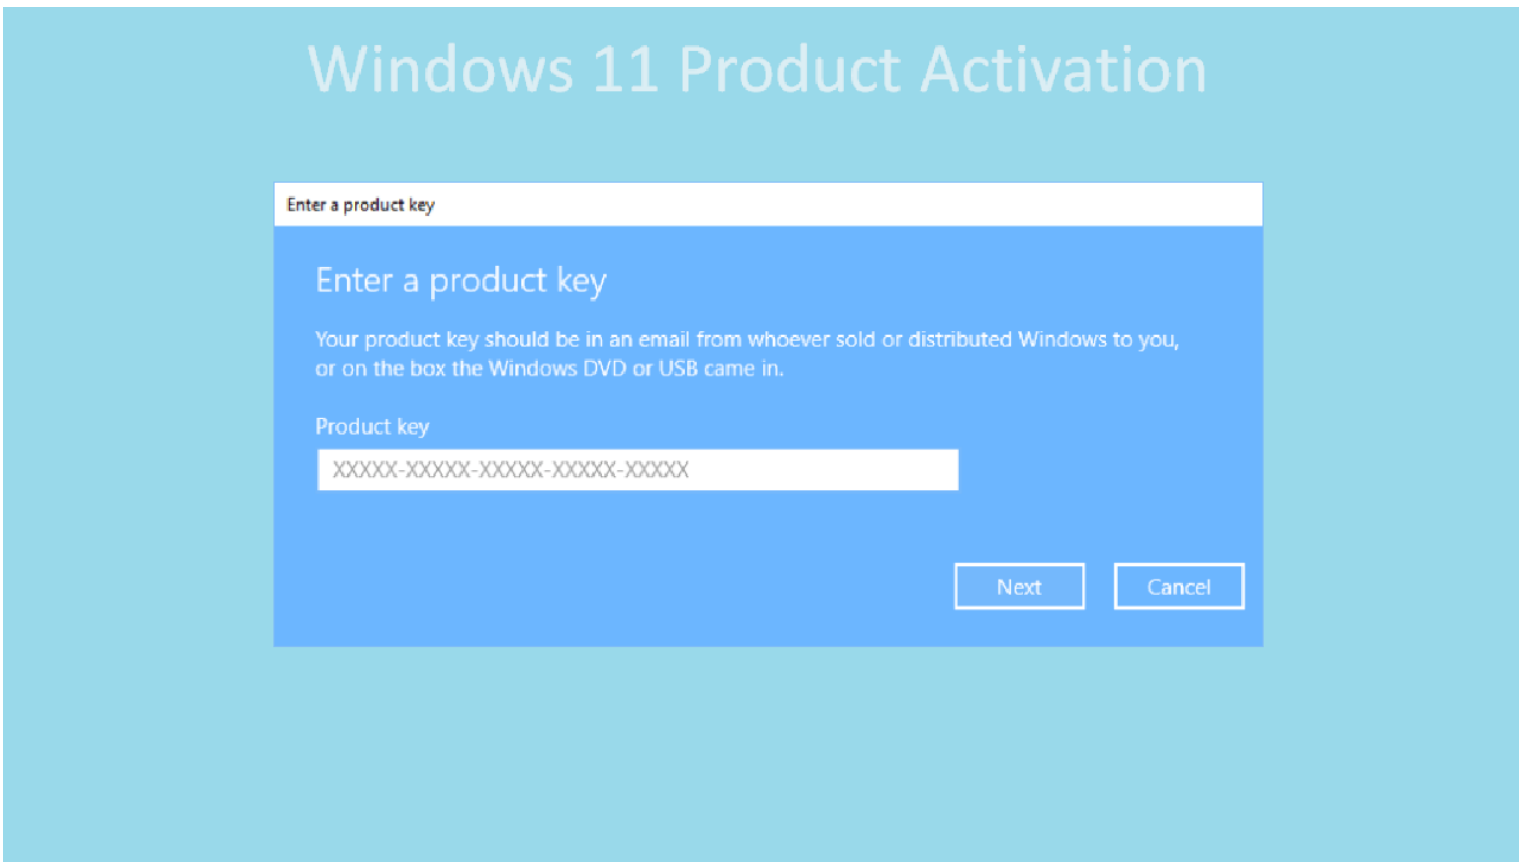 Windows 11 Product Activation
Enter a product key
Enter a product key
Your product key should be in an email from whoever sold or distributed Windows to you,
or on the box the Windows DVD or USB came in.
Product key
XXXXX-XXXXX-XXXXX-XXXXX-XXXXX
Next Cancel